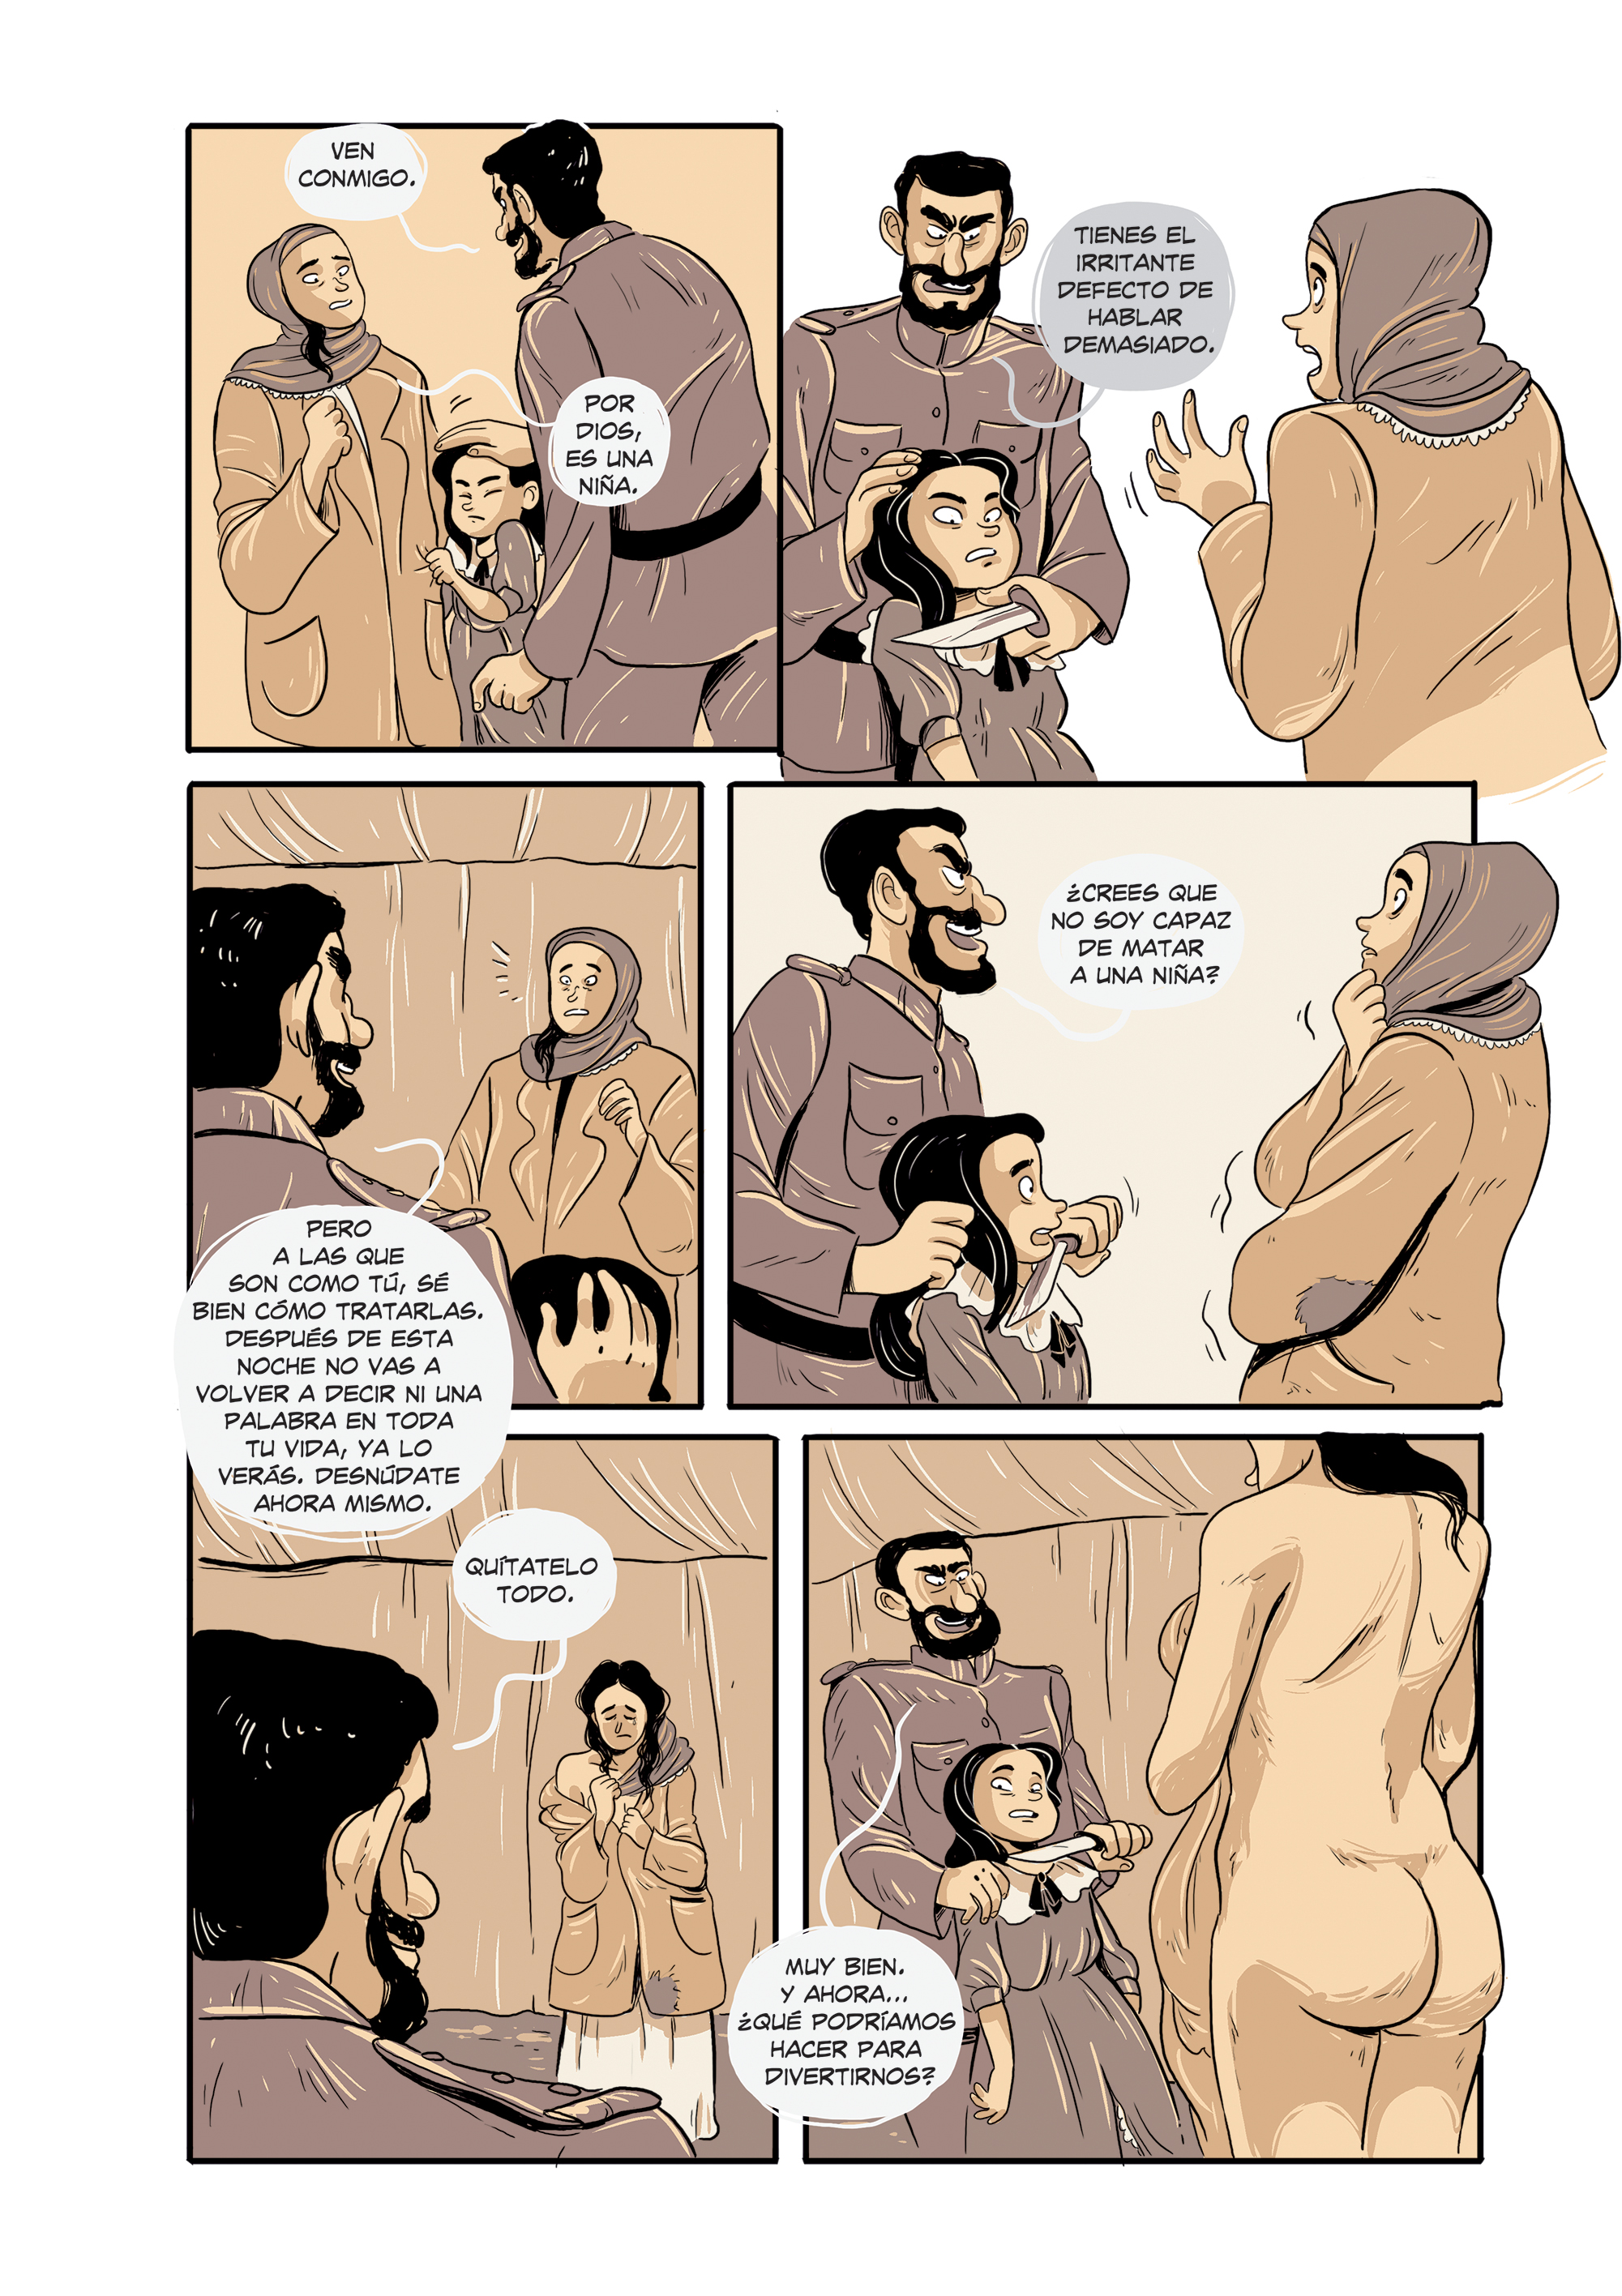 VEN
CONMIGO.
POR
DIOS,
ES UNA
NIÑA.
TIENES EL
IRRITANTE
DEFECTO DE
HABLAR
DEMASIADO.
PERO
A LAS QUE
SON COMO TÚ, SÉ
BIEN CÓMO TRATARLAS.
DESPUÉS DE ESTA
NOCHE NO VAS A
VOLVER A DECIR NI UNA
PALABRA EN TODA
TU VIDA, YA LO
VERÁS. DESNÚDATE
AHORA MISMO.
¿CREES QUE
NO SOY CAPAZ
DE MATAR
A UNA NIÑA?
QUÍTATELO
TODO.
MUY BIEN.
Y AHORA...
¿QUÉ PODRÍAMOS
HACER PARA
DIVERTIRNOS?